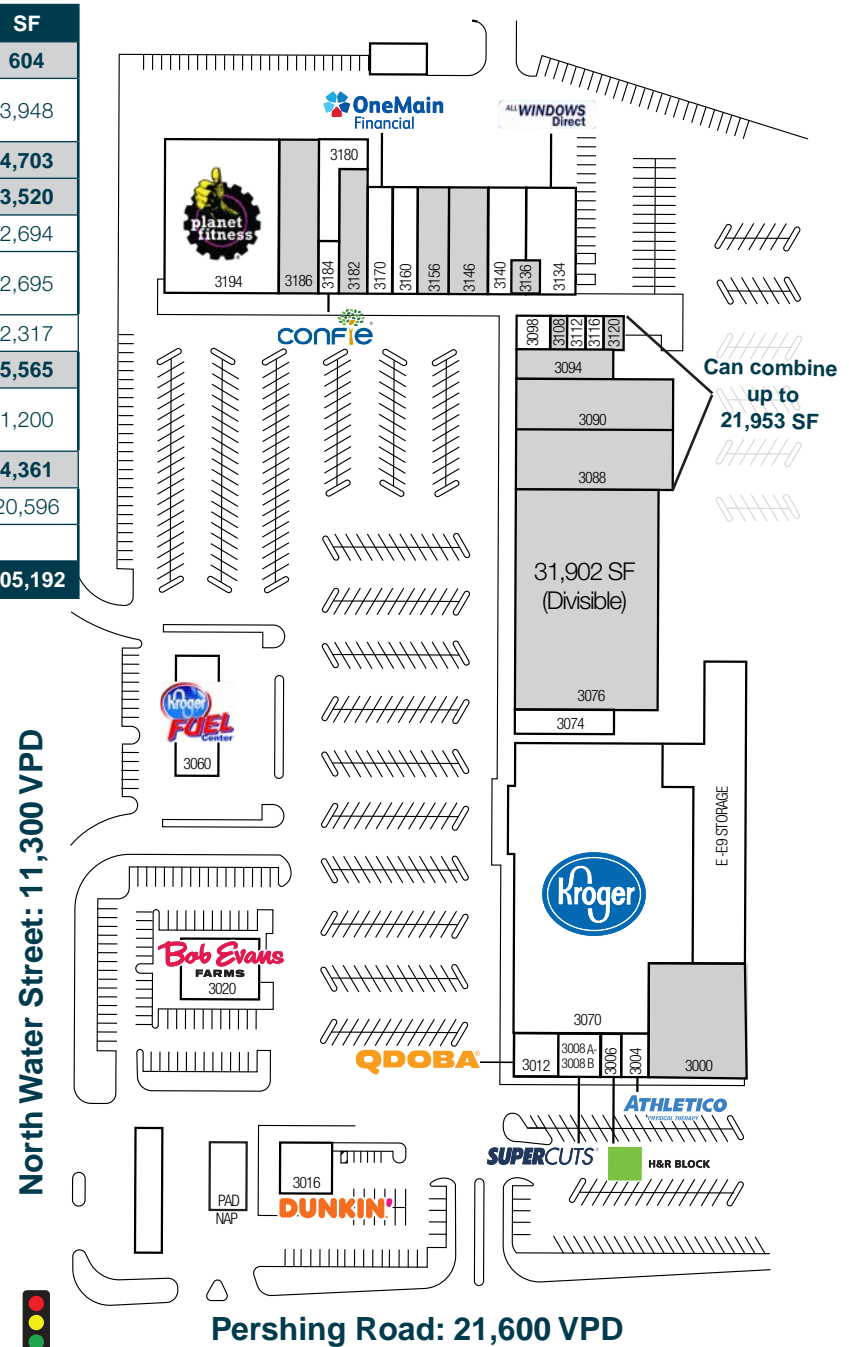 SF
604
3,948
4,703
3,520
2,694
2,695
2,317
5,565
1,200
4,361
20,596
05,192
OneMain
Financial
ALL WINDOWS
Direct
planet
fitness
3194
3186
3184
3180
3182
3170
3160
3156
3146
3140
3136
3134
CONFIE
3098
3108
3112
3116
3120
3094
3090
3088
Can combine
up to
21,953 SF
31,902 SF
(Divisible)
3076
3074
Kroger
FUEL
Center
3060
E -E9 STORAGE
Kroger
3070
North Water Street: 11,300 VPD
Bob Evans
FARMS
3020
QDOBA
3012
3008 A-
3008 B
3006
3004
3000
ATHLETICO
PHYSICAL THERAPY
SUPERCUTS
H&R BLOCK
PAD
NAP
3016
DUNKIN'
Pershing Road: 21,600 VPD